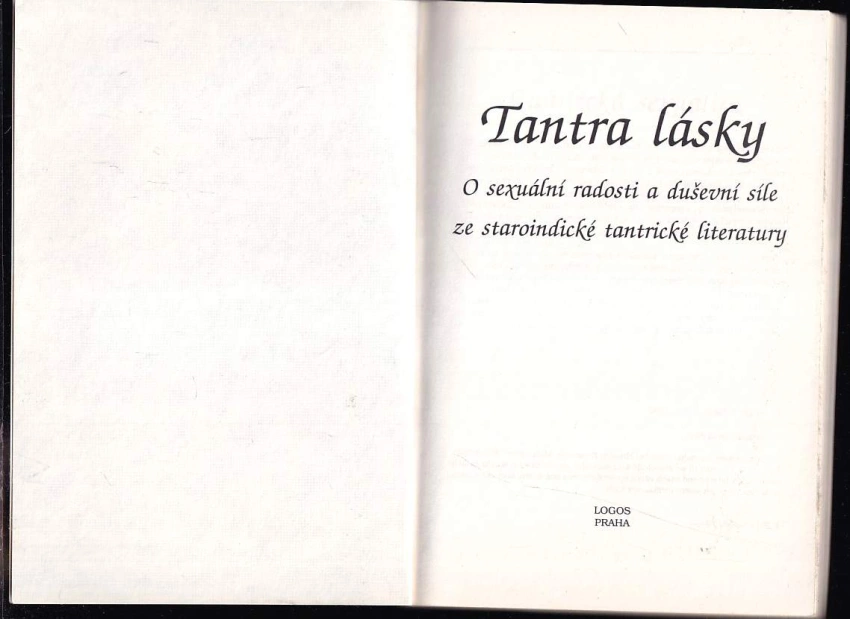 Tantra lásky
O sexuální radosti a duševní síle
ze staroindické tantrické literatury
LOGOS
PRAHA